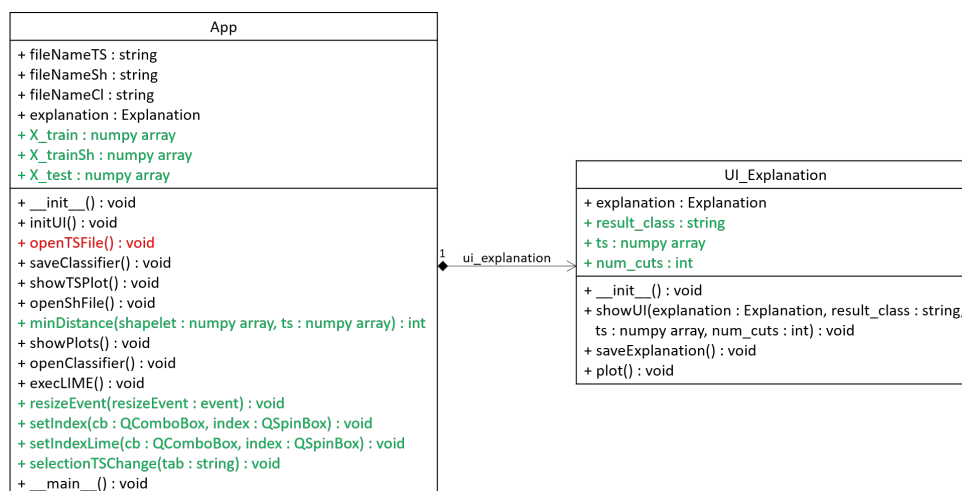 App
+ fileNameTS : string
+ fileNameSh : string
+ fileNameCl : string
+ explanation : Explanation
+ X_train : numpy array
+ X_trainSh : numpy array
+ X_test : numpy array
+ __init__() : void
+ initUI() : void
+ openTSFile() : void
+ saveClassifier() : void
+ showTSPlot() : void
+ openShFile() : void
+ minDistance(shapelet : numpy array, ts : numpy array) : int
+ showPlots() : void
+ openClassifier() : void
+ execLIME() : void
+ resizeEvent(resizeEvent : event) : void
+ setIndex(cb : QComboBox, index : QSpinBox) : void
+ setIndexLime(cb : QComboBox, index : QSpinBox) : void
+ selectionTSChange(tab : string) : void
+ __main__() : void
1
ui_explanation
UI_Explanation
+ explanation : Explanation
+ result_class : string
+ ts : numpy array
+ num_cuts : int
+ __init__() : void
+ showUI(explanation : Explanation, result_class : string,
ts : numpy array, num_cuts : int) : void
+ saveExplanation() : void
+ plot() : void